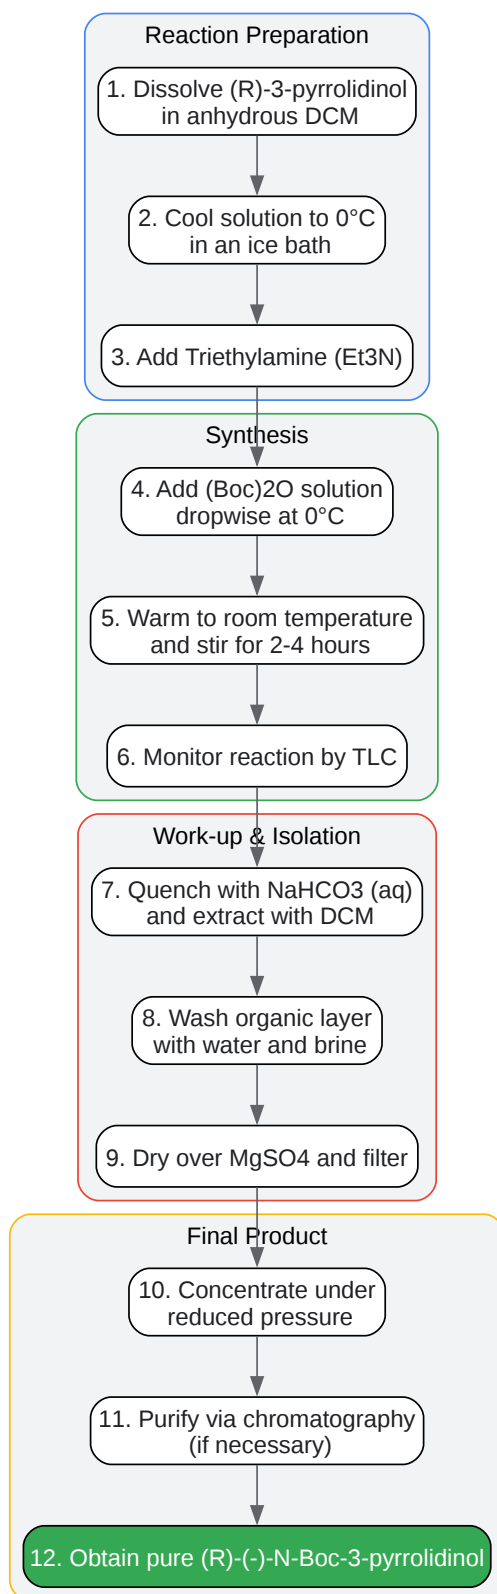 Reaction Preparation
1. Dissolve (R)-3-pyrrolidinol
in anhydrous DCM
2. Cool solution to 0°C
in an ice bath
3. Add Triethylamine (Et3N)
Synthesis
4. Add (Boc)2O solution
dropwise at 0°C
5. Warm to room temperature
and stir for 2-4 hours
6. Monitor reaction by TLC
Work-up & Isolation
7. Quench with NaHCO3 (aq)
and extract with DCM
8. Wash organic layer
with water and brine
9. Dry over MgSO4 and filter
Final Product
10. Concentrate under
reduced pressure
11. Purify via chromatography
(if necessary)
12. Obtain pure (R)-(-)-N-Boc-3-pyrrolidinol